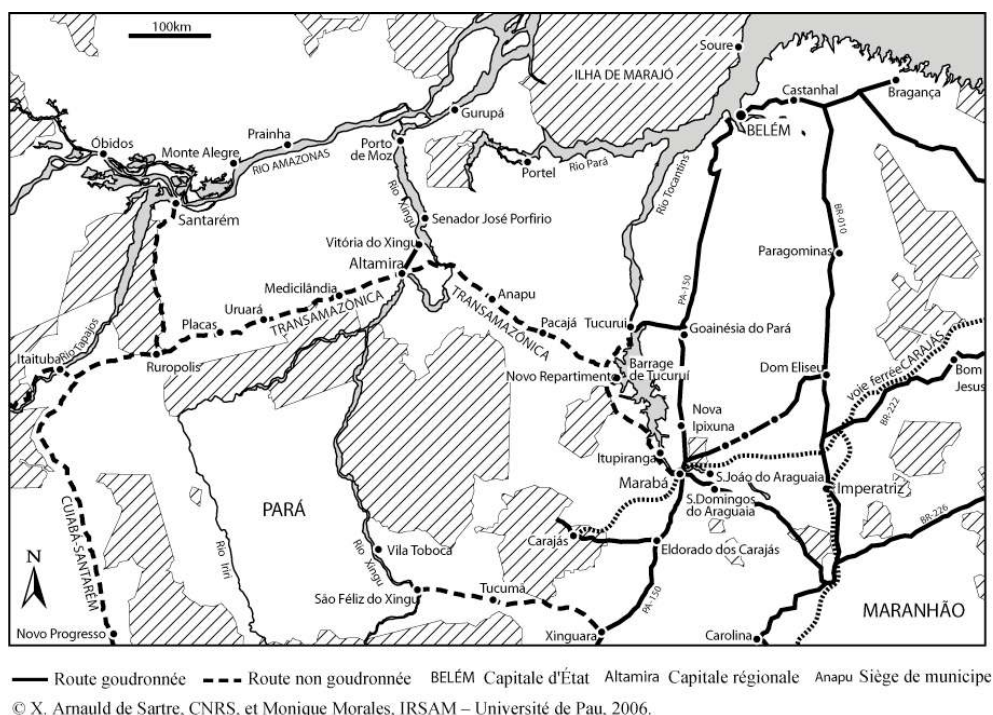 100km
Soure
ILHA DE MARAJÓ
Castanhal
Bragança
Gurupá
BELÉM
Óbidos
Prainha
Porto
de Moz
Monte Alegre
RIO AMAZONAS
Rio Pará
Portel
Rio Tocantins
Rio Xingu
Santarém
Senador José Porfirio
BR-010
Vitória do Xingu
Paragominas
Altamira
Medicilândia
Anapu
PA-150
TRANSAMAZÔNICA
TRANSAMAZÔNICA
Uruará
Placas
Pacajá
Tucurui
Goainésia do Pará
Rio Tapajos
Itaituba
Ruropolis
Barrage
de Tucuruí
Novo Repartiment
Dom Eliseu
voie ferrée CARAJÁS
Bom
Jesus
BR-222
Nova
Ipixuna
Itupiranga
Marabá
S.João do Araguaia
Imperatriz
S.Domingos
do Araguaia
PARÁ
CUIABÁ-SANTARÉM
BR-226
Carajás
Eldorado dos Carajás
Vila Toboca
Rio Iriri
Rio Xingu
N
Tucumã
São Féliz do Xingu
PA-150
MARANHÃO
Novo Progresso
Xinguara
Carolina
Route goudronnée Route non goudronnée BELÉM Capitale d'État Altamira Capitale régionale Anapu Siège de municipe
© X. Arnauld de Sartre, CNRS, et Monique Morales, IRSAM – Université de Pau, 2006.